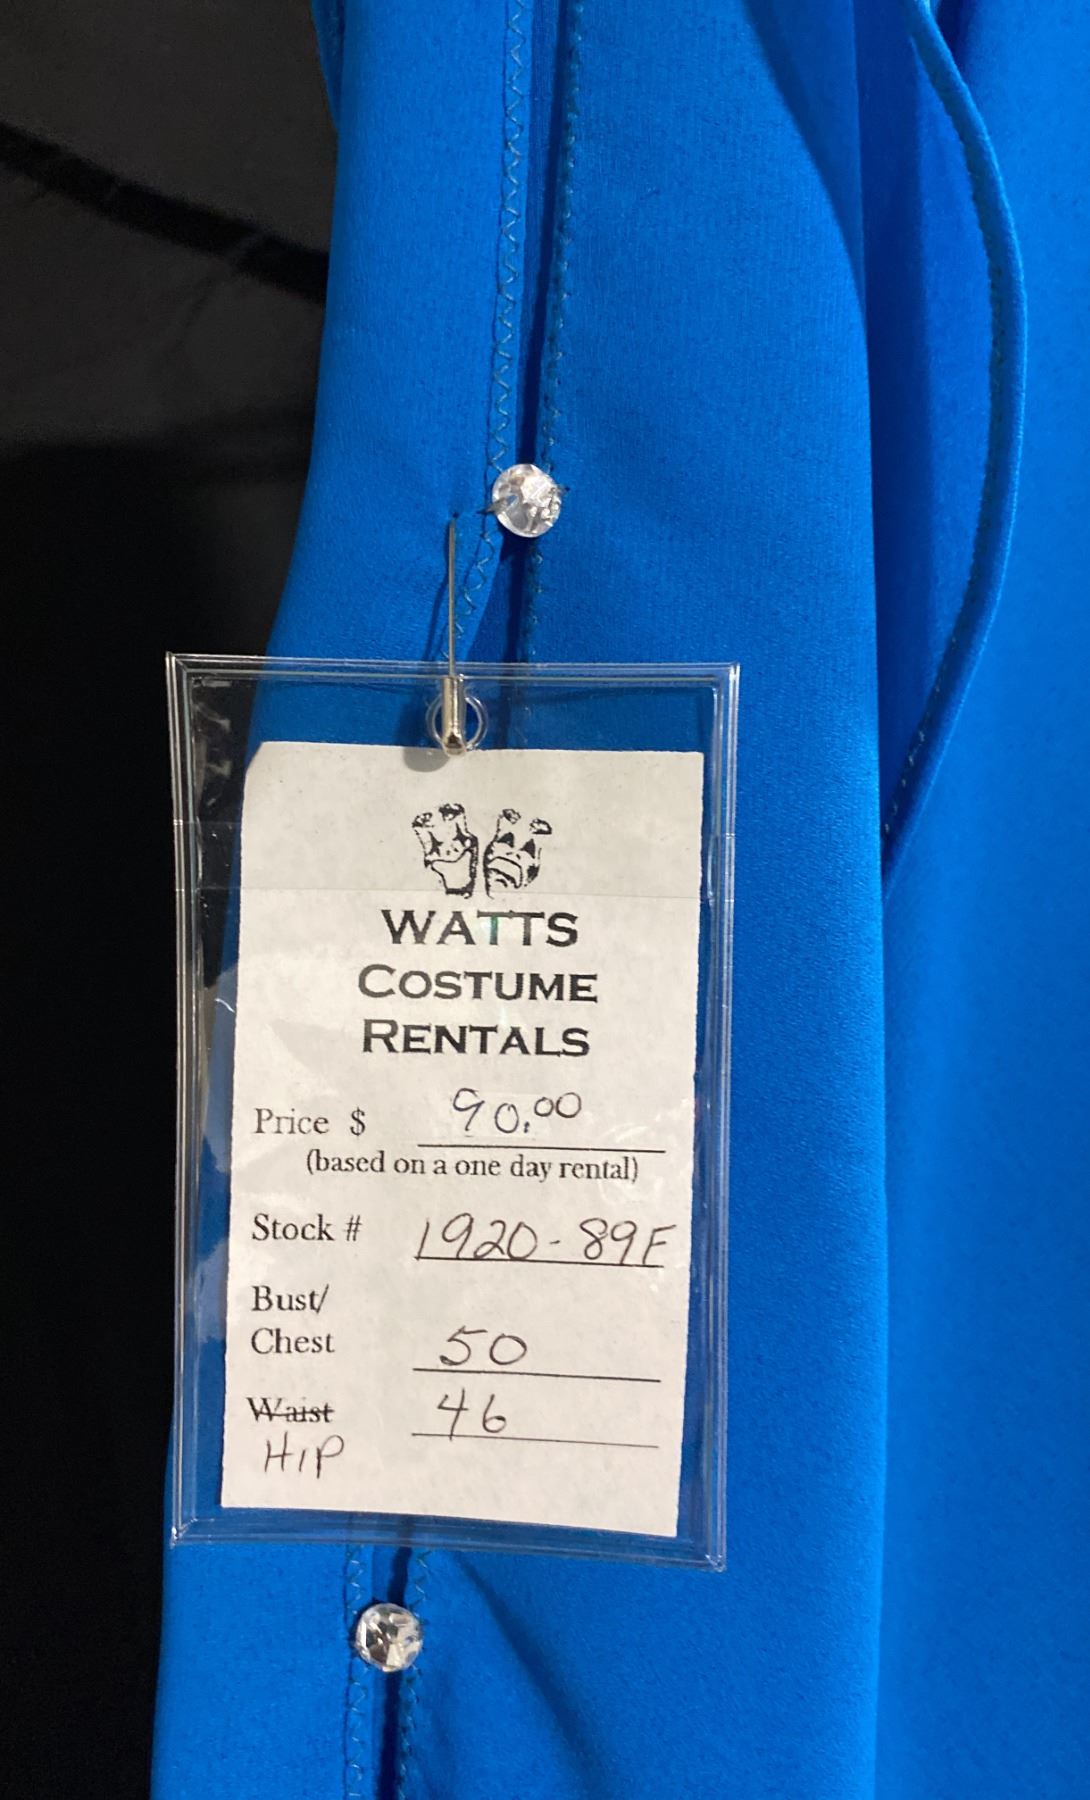 WATTS
COSTUME
RENTALS
Price $ 90.00
(based on a one day rental)
Stock # 1920-89F
Bust/
Chest 50
Waist 46
HIP